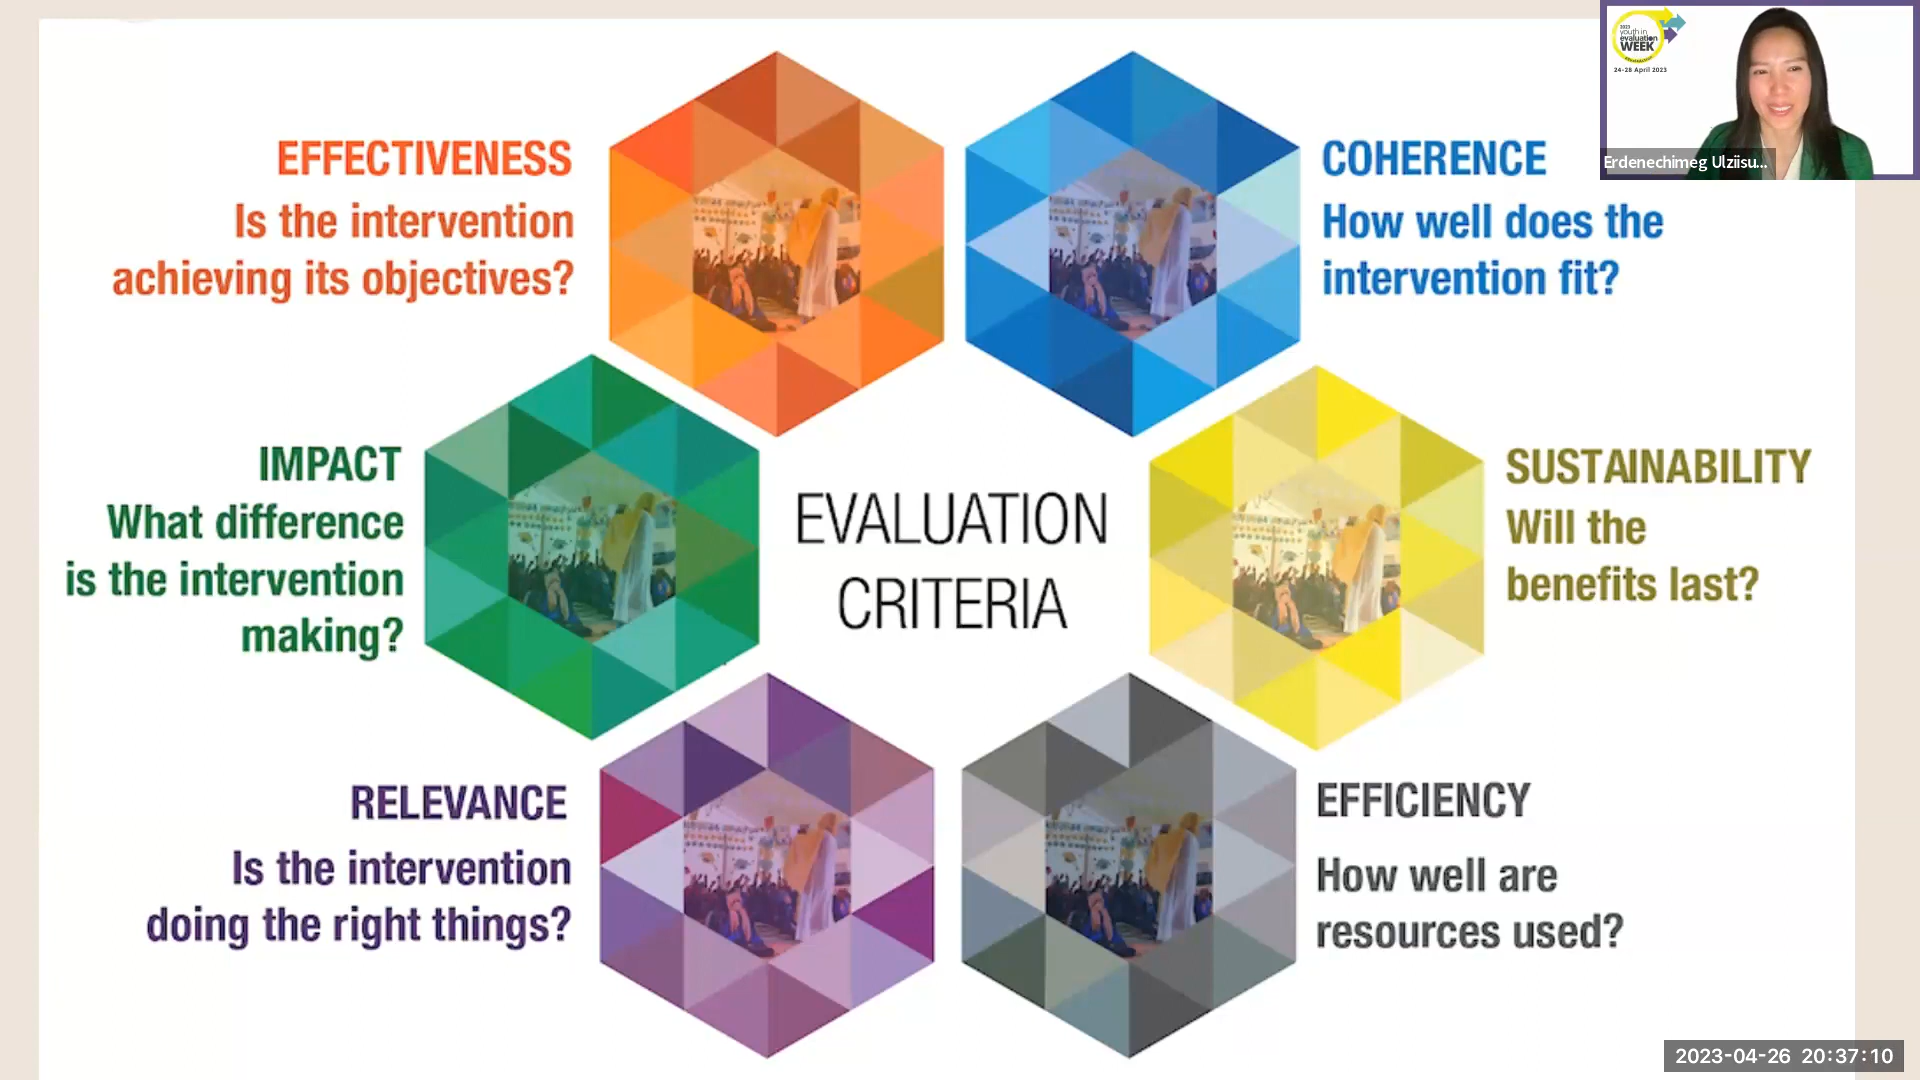 EFFECTIVENESS
Is the intervention
achieving its objectives?
COHERENCE
How well does the
intervention fit?
IMPACT
What difference
is the intervention
making?
EVALUATION
CRITERIA
SUSTAINABILITY
Will the
benefits last?
RELEVANCE
Is the intervention
doing the right things?
EFFICIENCY
How well are
resources used?
2023
youth in
evaluation
WEEK
24-28 April 2023
Erdenechimeg Ulziisu...
2023-04-26 20:37:10